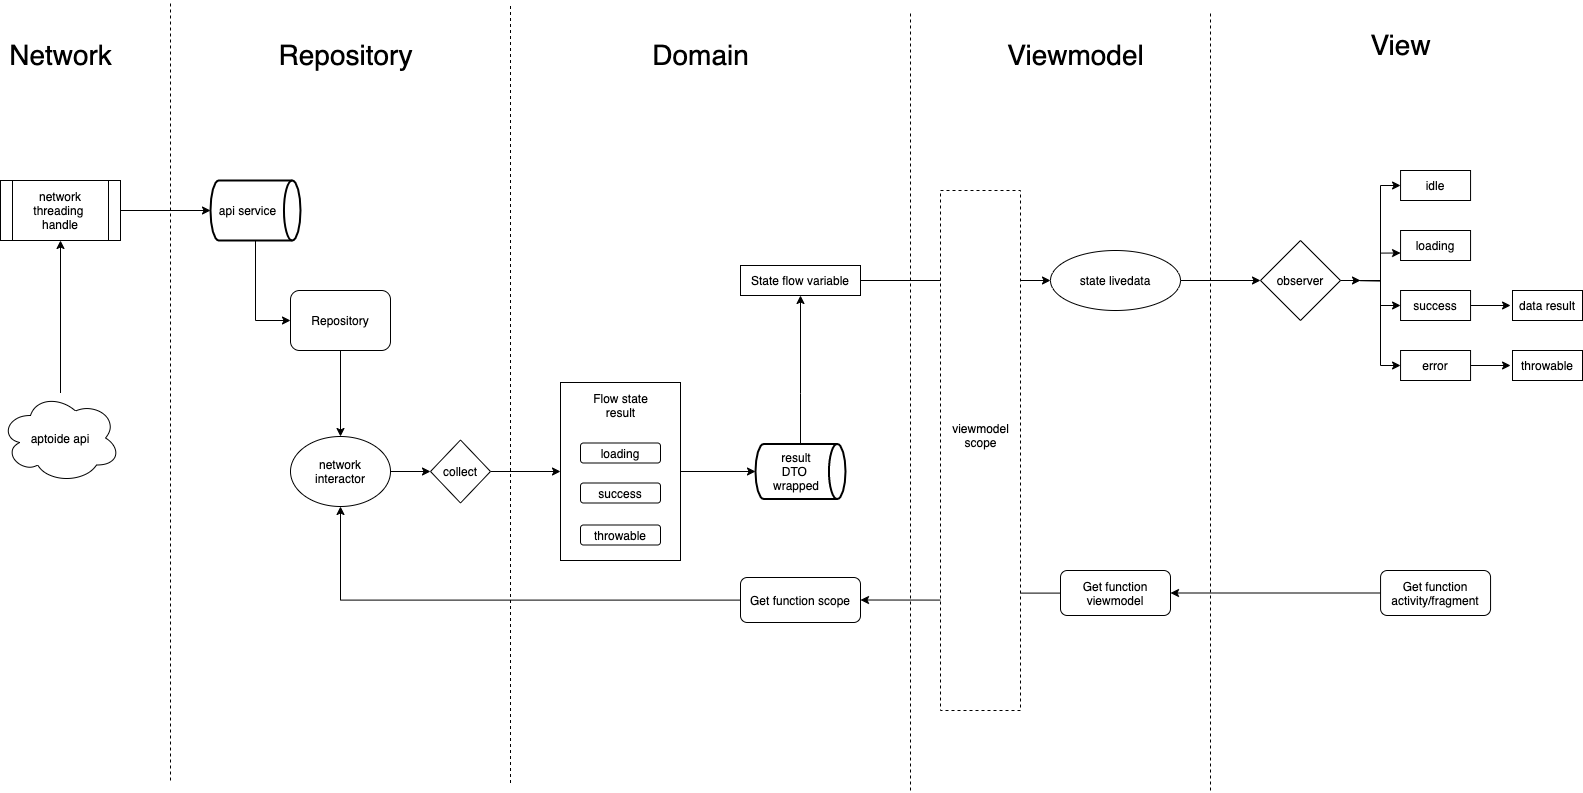 Network
Repository
Domain
Viewmodel
View
network
threading
handle
aptoide api
api service
Repository
network
interactor
collect
Flow state
result
loading
success
throwable
result
DTO
wrapped
State flow variable
Get function scope
viewmodel
scope
state livedata
Get function
viewmodel
observer
idle
loading
success
data result
error
throwable
Get function
activity/fragment